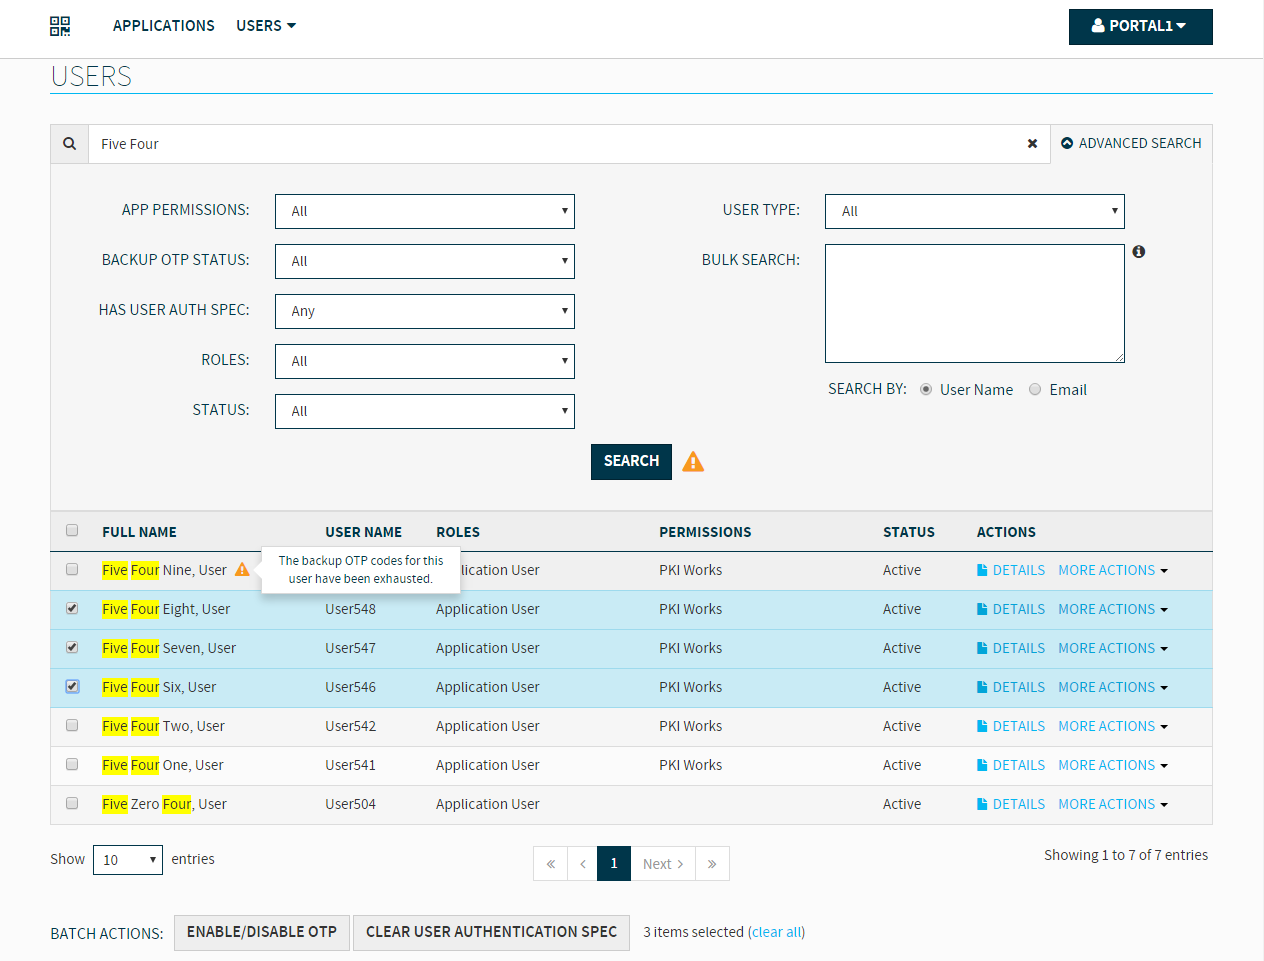 APPLICATIONS USERS PORTAL1
USERS
Five Four ADVANCED SEARCH
APP PERMISSIONS: All USER TYPE: All
BACKUP OTP STATUS: All BULK SEARCH:
HAS USER AUTH SPEC: Any
ROLES: All
SEARCH BY: User Name Email
STATUS: All
SEARCH
FULL NAME USER NAME ROLES PERMISSIONS STATUS ACTIONS
Five Four Nine, User The backup OTP codes for this
user have been exhausted.
lication User PKI Works Active DETAILS MORE ACTIONS
Five Four Eight, User User548 Application User PKI Works Active DETAILS MORE ACTIONS
Five Four Seven, User User547 Application User PKI Works Active DETAILS MORE ACTIONS
Five Four Six, User User546 Application User PKI Works Active DETAILS MORE ACTIONS
Five Four Two, User User542 Application User PKI Works Active DETAILS MORE ACTIONS
Five Four One, User User541 Application User PKI Works Active DETAILS MORE ACTIONS
Five Zero Four, User User504 Application User Active DETAILS MORE ACTIONS
Show 10 entries « ‹ 1 Next › » Showing 1 to 7 of 7 entries
BATCH ACTIONS: ENABLE/DISABLE OTP CLEAR USER AUTHENTICATION SPEC 3 items selected (clear all)